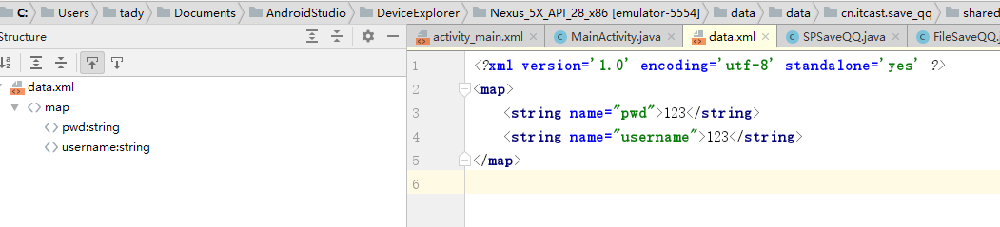 C: Users tady Documents AndroidStudio DeviceExplorer Nexus_5X_API_28_x86 [emulator-5554] data data cn.itcast.save_qq shared
Structure
activity_main.xml MainActivity.java data.xml SPSaveQQ.java FileSaveQQ.jav
data.xml
map
pwd:string
username:string
1 <?xml version='1.0' encoding='utf-8' standalone='yes' ?>
2 <map>
3 <string name="pwd">123</string>
4 <string name="username">123</string>
5 </map>
6